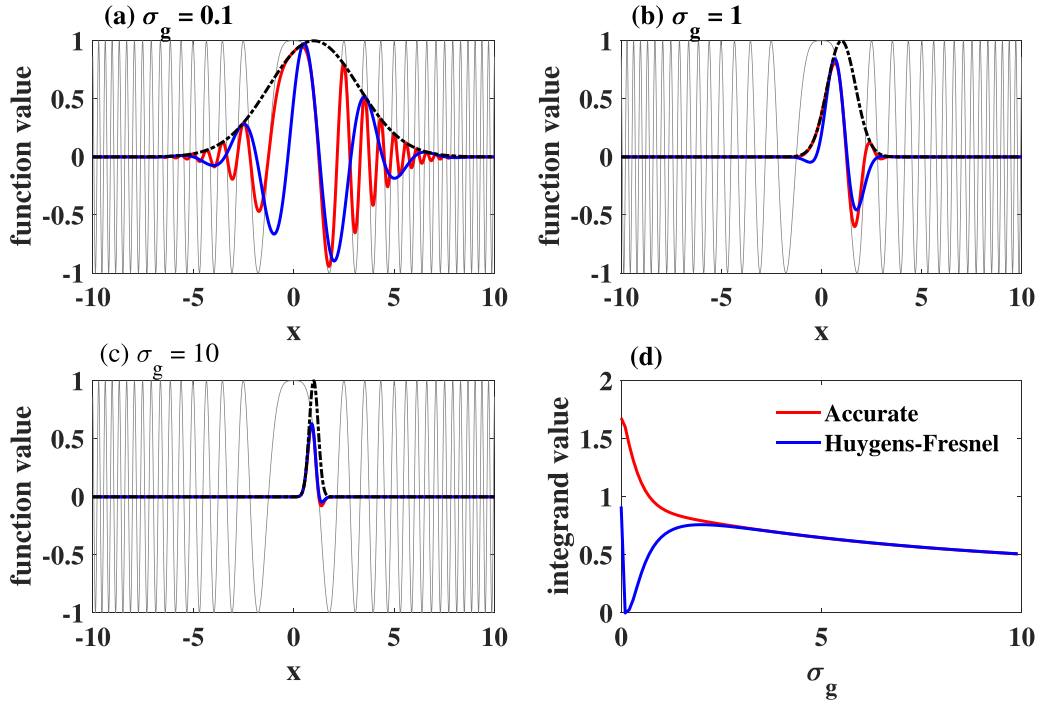 (a) σg = 0.1
function value
1
0.5
0
-0.5
-1
-10
-5
0
5
10
x
(b) σg = 1
function value
1
0.5
0
-0.5
-1
-10
-5
0
5
10
x
(c) σg = 10
function value
1
0.5
0
-0.5
-1
-10
-5
0
5
10
x
(d)
integrand value
2
1.5
1
0.5
0
0
5
10
σg
Accurate
Huygens-Fresnel